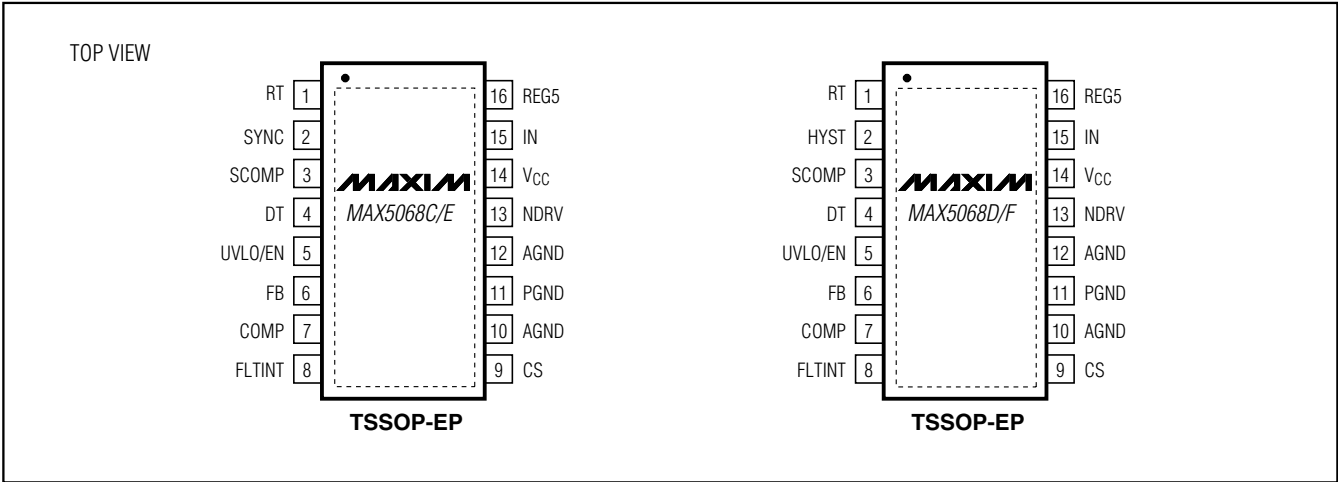 TOP VIEW
RT 1
SYNC 2
SCOMP 3
DT 4
UVLO/EN 5
FB 6
COMP 7
FLTINT 8
MAXIM
MAX5068C/E
16 REG5
15 IN
14 VCC
13 NDRV
12 AGND
11 PGND
10 AGND
9 CS
TSSOP-EP
RT 1
HYST 2
SCOMP 3
DT 4
UVLO/EN 5
FB 6
COMP 7
FLTINT 8
MAXIM
MAX5068D/F
16 REG5
15 IN
14 VCC
13 NDRV
12 AGND
11 PGND
10 AGND
9 CS
TSSOP-EP